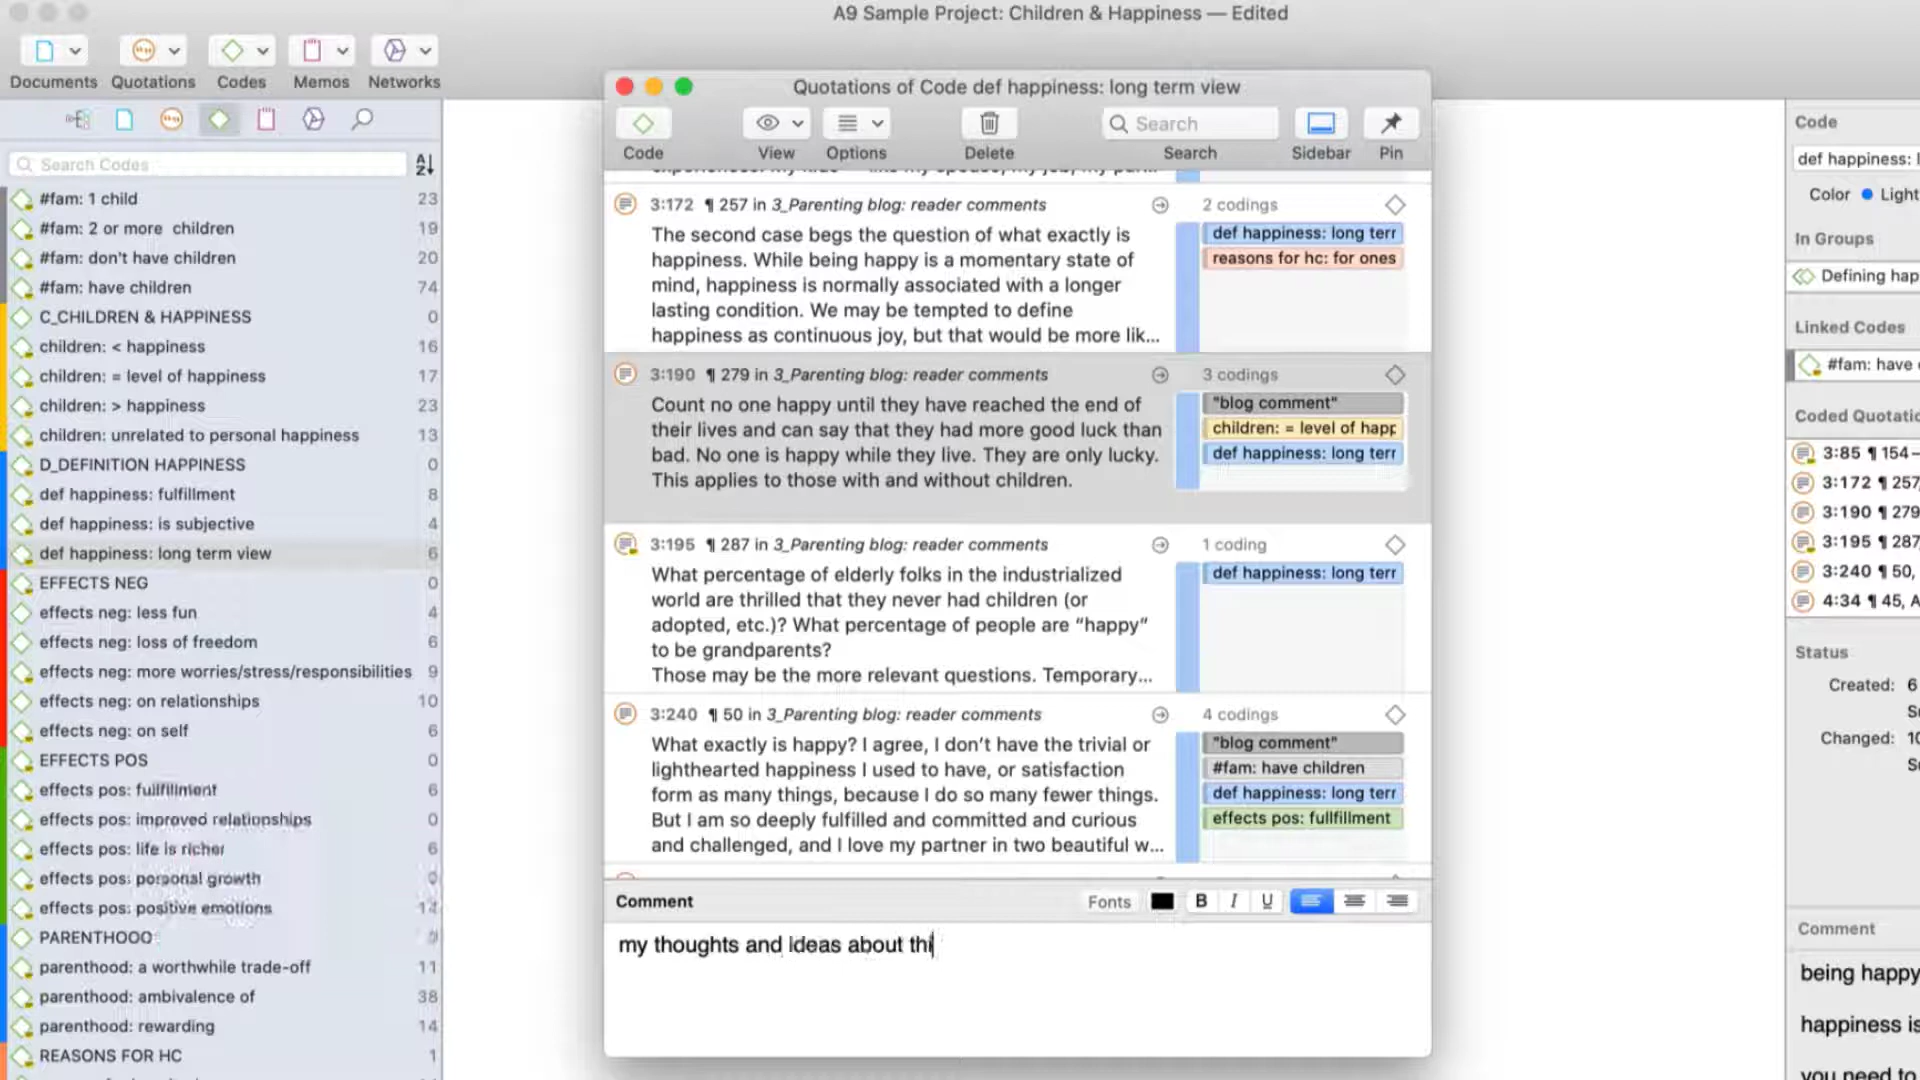 A9 Sample Project: Children & Happiness — Edited
Documents
Quotations
Codes
Memos
Networks
Search Codes
#fam: 1 child 23
#fam: 2 or more children 19
#fam: don't have children 20
#fam: have children 74
C_CHILDREN & HAPPINESS 0
children: < happiness 16
children: = level of happiness 17
children: > happiness 23
children: unrelated to personal happiness 13
D_DEFINITION HAPPINESS 0
def happiness: fulfillment 8
def happiness: is subjective 4
def happiness: long term view 6
EFFECTS NEG 0
effects neg: less fun 4
effects neg: loss of freedom 6
effects neg: more worries/stress/responsibilities 9
effects neg: on relationships 10
effects neg: on self 6
EFFECTS POS 0
effects pos: fullfillment 6
effects pos: improved relationships 0
effects pos: life is richer 6
effects pos: personal growth
effects pos: positive emotions 14
PARENTHOOD
parenthood: a worthwhile trade-off 11
parenthood: ambivalence of 38
parenthood: rewarding 14
REASONS FOR HC 1
Quotations of Code def happiness: long term view
Code
View
Options
Delete
Search
Search
Sidebar
Pin
3:172 ¶ 257 in 3_Parenting blog: reader comments
2 codings
The second case begs the question of what exactly is
happiness. While being happy is a momentary state of
mind, happiness is normally associated with a longer
lasting condition. We may be tempted to define
happiness as continuous joy, but that would be more lik...
def happiness: long terr
reasons for hc: for ones
3:190 ¶ 279 in 3_Parenting blog: reader comments
3 codings
Count no one happy until they have reached the end of
their lives and can say that they had more good luck than
bad. No one is happy while they live. They are only lucky.
This applies to those with and without children.
"blog comment"
children: = level of happ
def happiness: long terr
3:195 ¶ 287 in 3_Parenting blog: reader comments
1 coding
What percentage of elderly folks in the industrialized
world are thrilled that they never had children (or
adopted, etc.)? What percentage of people are “happy”
to be grandparents?
Those may be the more relevant questions. Temporary...
def happiness: long terr
3:240 ¶ 50 in 3_Parenting blog: reader comments
4 codings
What exactly is happy? I agree, I don’t have the trivial or
lighthearted happiness I used to have, or satisfaction
form as many things, because I do so many fewer things.
But I am so deeply fulfilled and committed and curious
and challenged, and I love my partner in two beautiful w...
"blog comment"
#fam: have children
def happiness: long terr
effects pos: fullfillment
Comment
Fonts
B I U
my thoughts and ideas about thi
Code
def happiness: l
Color Light
In Groups
Defining hap
Linked Codes
#fam: have
Coded Quotatio
3:85 ¶ 154–
3:172 ¶ 257,
3:190 ¶ 279
3:195 ¶ 287,
3:240 ¶ 50,
4:34 ¶ 45, A
Status
Created: 6
Changed: 10
Comment
being happy
happiness is
you need to